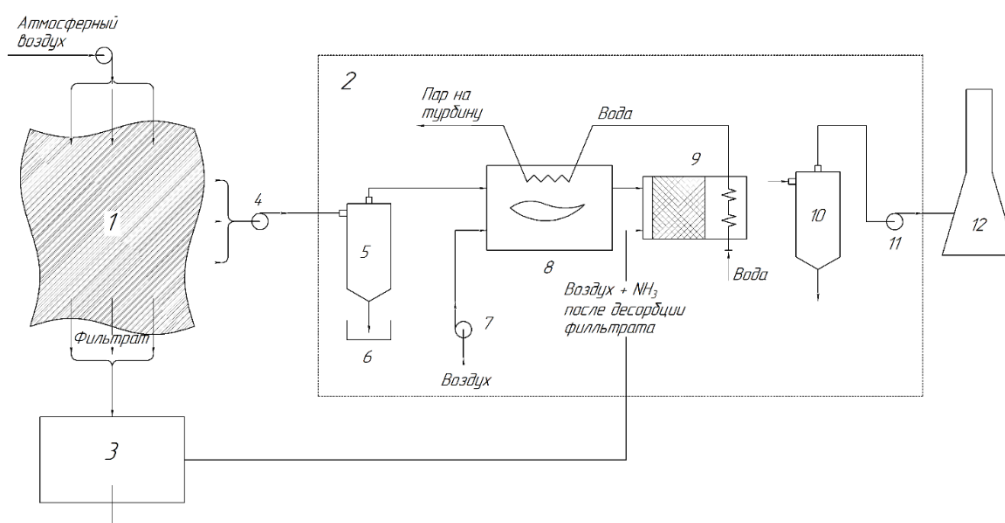 Атмосферный
воздух
2
Пар на
турбину
Вода
9
4
1
5
10
12
8
11
Вода
Воздух + NH₃
после десорбции
филльтрата
7
Фильтрат
6
Воздух
3